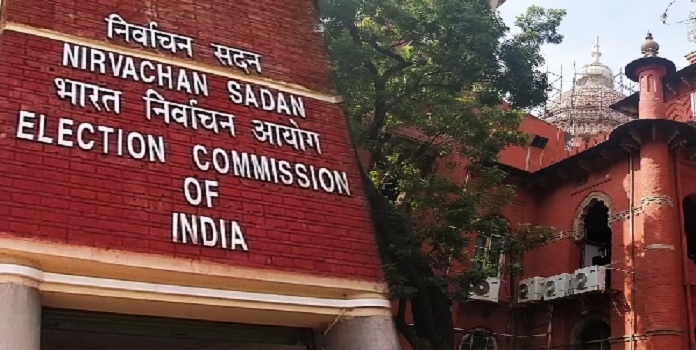 निर्वाचन सदन
NIRVACHAN SADAN
भारत निर्वाचन आयोग
ELECTION COMMISSION
OF
INDIA